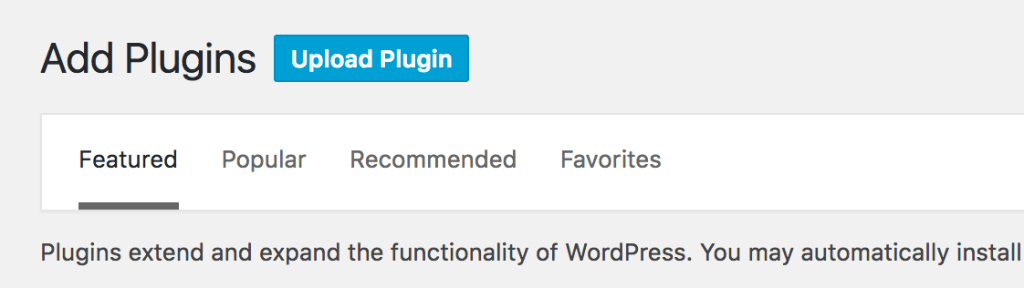 Add Plugins Upload Plugin
Featured Popular Recommended Favorites
Plugins extend and expand the functionality of WordPress. You may automatically install